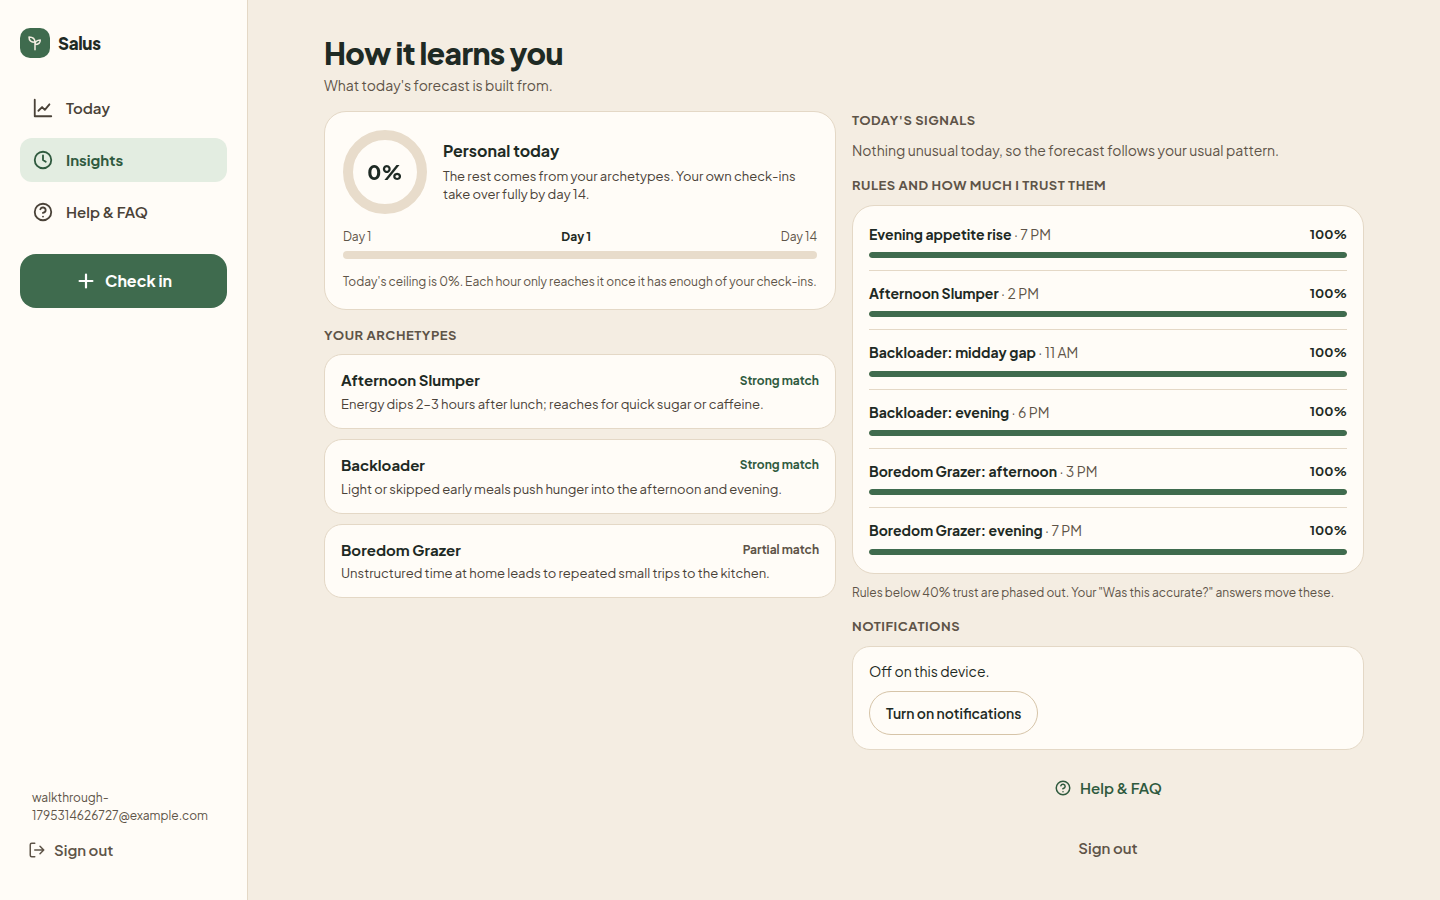 Salus
Today
Insights
Help & FAQ
Check in
walkthrough-
1795314626727@example.com
Sign out
How it learns you
What today's forecast is built from.
0%
Personal today
The rest comes from your archetypes. Your own check-ins
take over fully by day 14.
Day 1
Day 1
Day 14
Today's ceiling is 0%. Each hour only reaches it once it has enough of your check-ins.
YOUR ARCHETYPES
Afternoon Slumper
Strong match
Energy dips 2–3 hours after lunch; reaches for quick sugar or caffeine.
Backloader
Strong match
Light or skipped early meals push hunger into the afternoon and evening.
Boredom Grazer
Partial match
Unstructured time at home leads to repeated small trips to the kitchen.
TODAY'S SIGNALS
Nothing unusual today, so the forecast follows your usual pattern.
RULES AND HOW MUCH I TRUST THEM
Evening appetite rise · 7 PM
100%
Afternoon Slumper · 2 PM
100%
Backloader: midday gap · 11 AM
100%
Backloader: evening · 6 PM
100%
Boredom Grazer: afternoon · 3 PM
100%
Boredom Grazer: evening · 7 PM
100%
Rules below 40% trust are phased out. Your "Was this accurate?" answers move these.
NOTIFICATIONS
Off on this device.
Turn on notifications
Help & FAQ
Sign out